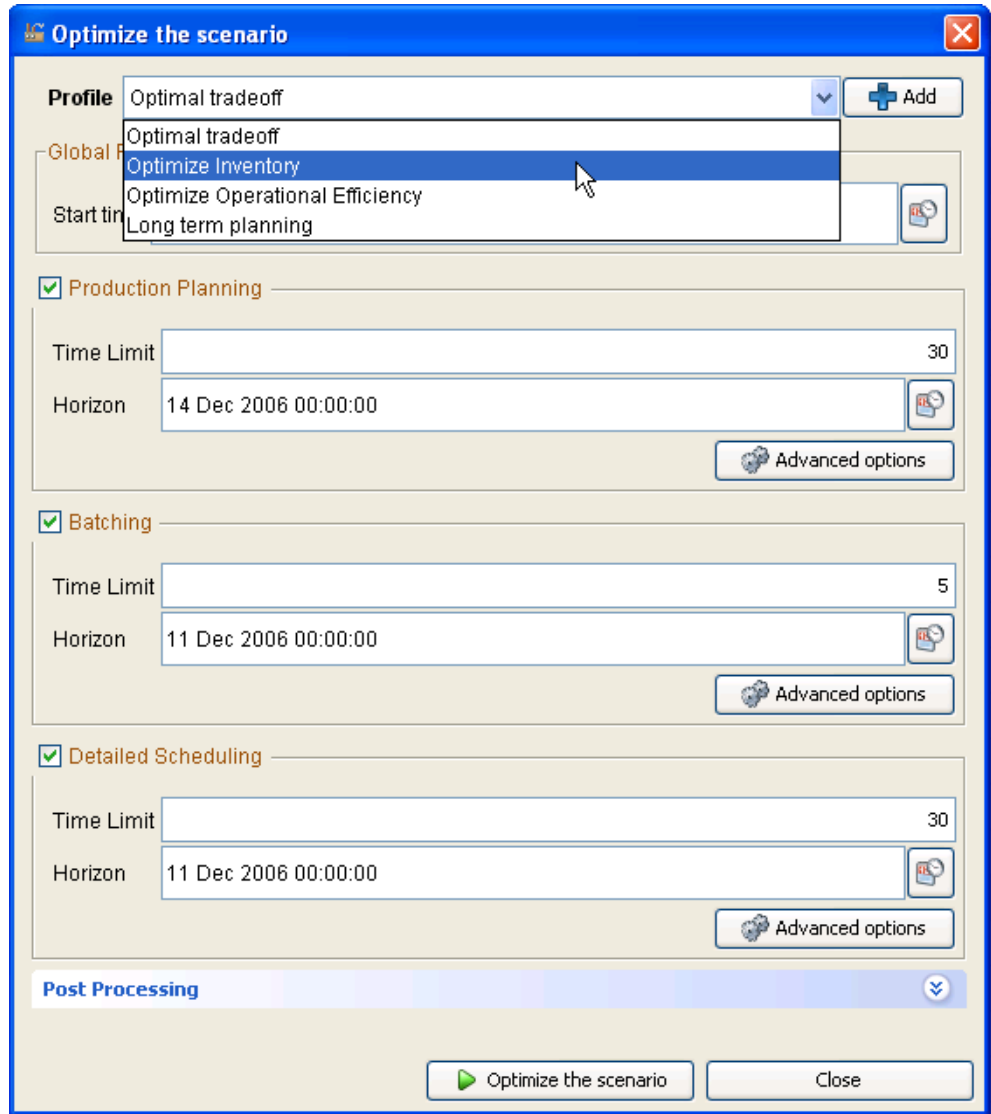 Optimize the scenario
Profile Optimal tradeoff Add
Optimal tradeoff
Global
Optimize Inventory
Optimize Operational Efficiency
Start
Long term planning
Production Planning
Time Limit 30
Horizon 14 Dec 2006 00:00:00
Advanced options
Batching
Time Limit 5
Horizon 11 Dec 2006 00:00:00
Advanced options
Detailed Scheduling
Time Limit 30
Horizon 11 Dec 2006 00:00:00
Advanced options
Post Processing
Optimize the scenario Close